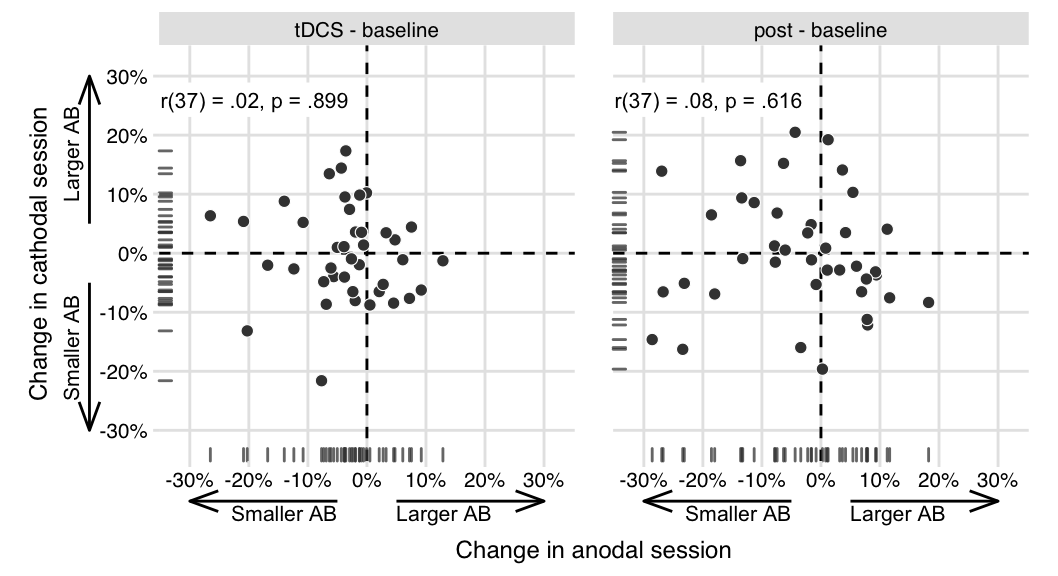 tDCS - baseline
post - baseline
Change in cathodal session
Smaller AB
Larger AB
30%
20%
10%
0%
-10%
-20%
-30%
r(37) = .02, p = .899
r(37) = .08, p = .616
-30% -20% -10% 0% 10% 20% 30%
-30% -20% -10% 0% 10% 20% 30%
Smaller AB Larger AB
Smaller AB Larger AB
Change in anodal session